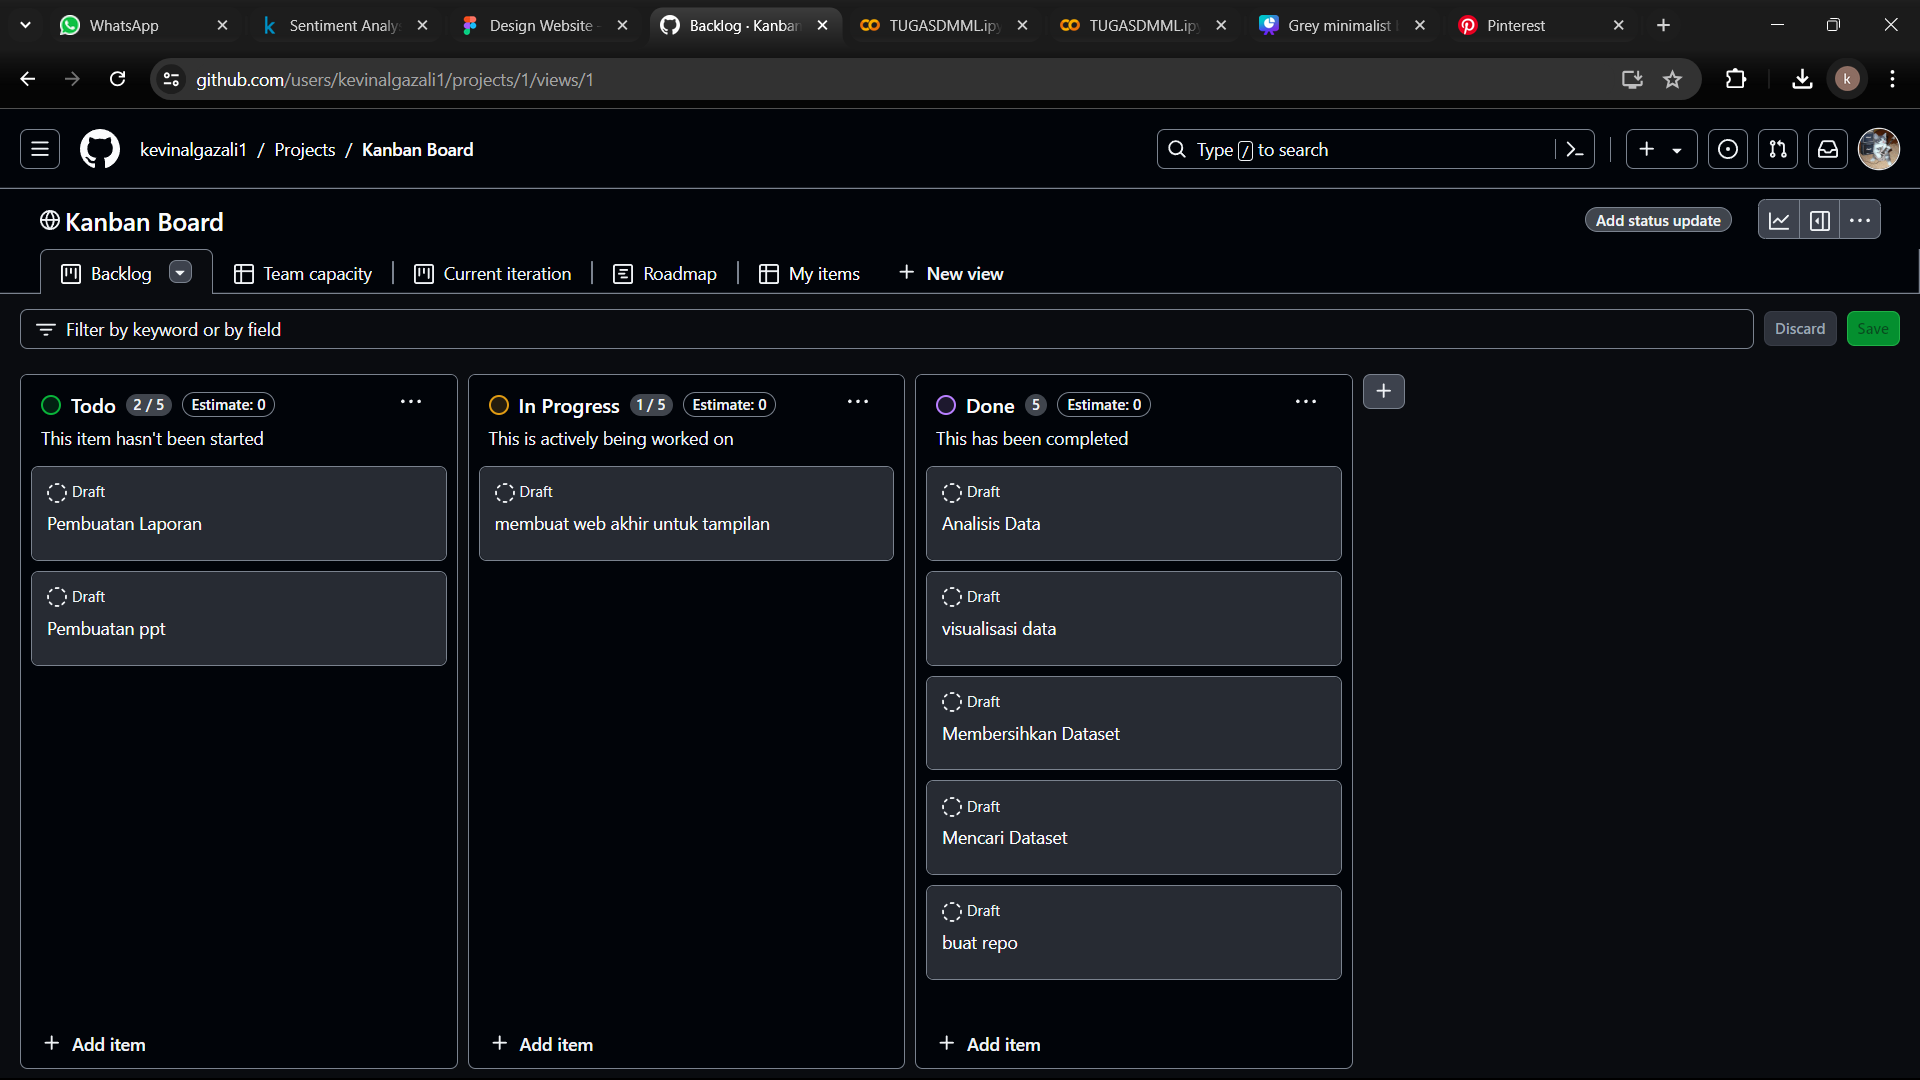 WhatsApp
Sentiment Analys
Design Website -
Backlog · Kanban
TUGASDMML.ipy
TUGASDMML.ipy
Grey minimalist
Pinterest
github.com/users/kevinalgazali1/projects/1/views/1
k
kevinalgazali1 / Projects / Kanban Board
Type / to search
Kanban Board
Add status update
Backlog
Team capacity
Current iteration
Roadmap
My items
New view
Filter by keyword or by field
Discard
Save
Todo 2 / 5 Estimate: 0
This item hasn't been started
Draft
Pembuatan Laporan
Draft
Pembuatan ppt
Add item
In Progress 1 / 5 Estimate: 0
This is actively being worked on
Draft
membuat web akhir untuk tampilan
Add item
Done 5 Estimate: 0
This has been completed
Draft
Analisis Data
Draft
visualisasi data
Draft
Membersihkan Dataset
Draft
Mencari Dataset
Draft
buat repo
Add item